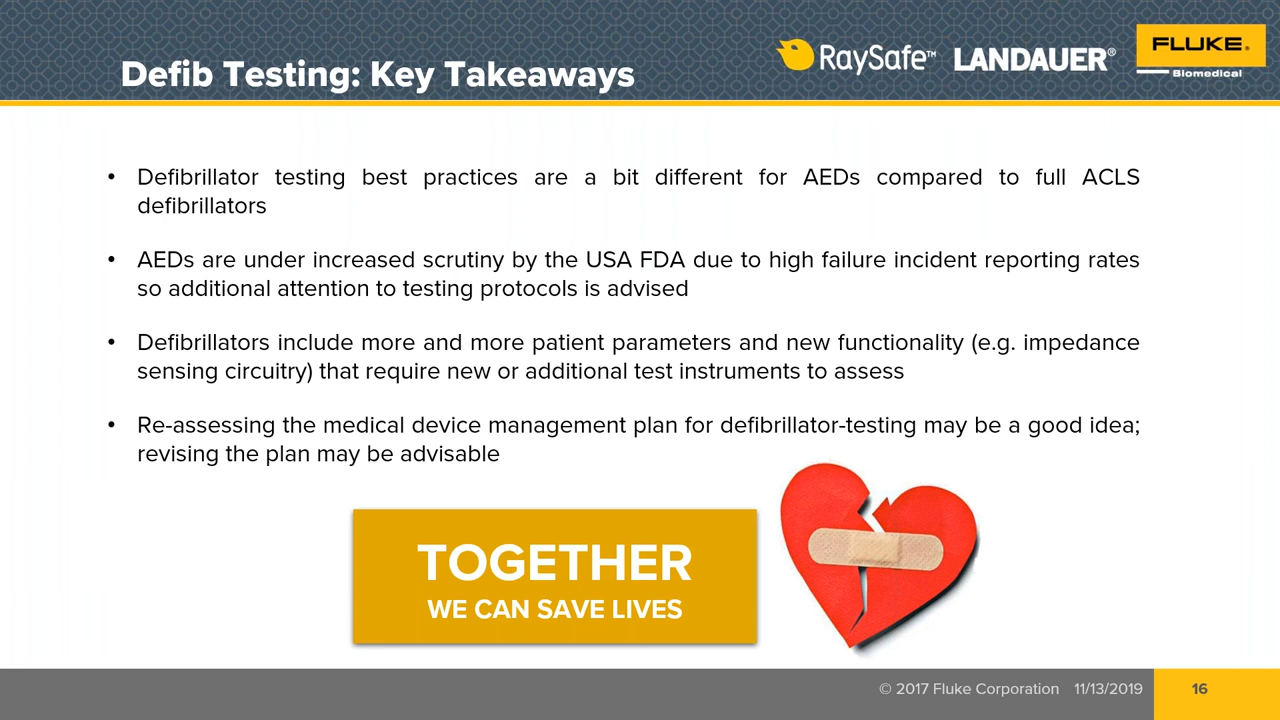 Defib Testing: Key Takeaways
RaySafe™
LANDAUER®
FLUKE®
Biomedical
• Defibrillator testing best practices are a bit different for AEDs compared to full ACLS
defibrillators
• AEDs are under increased scrutiny by the USA FDA due to high failure incident reporting rates
so additional attention to testing protocols is advised
• Defibrillators include more and more patient parameters and new functionality (e.g. impedance
sensing circuitry) that require new or additional test instruments to assess
• Re-assessing the medical device management plan for defibrillator-testing may be a good idea;
revising the plan may be advisable
TOGETHER
WE CAN SAVE LIVES
© 2017 Fluke Corporation 11/13/2019 16